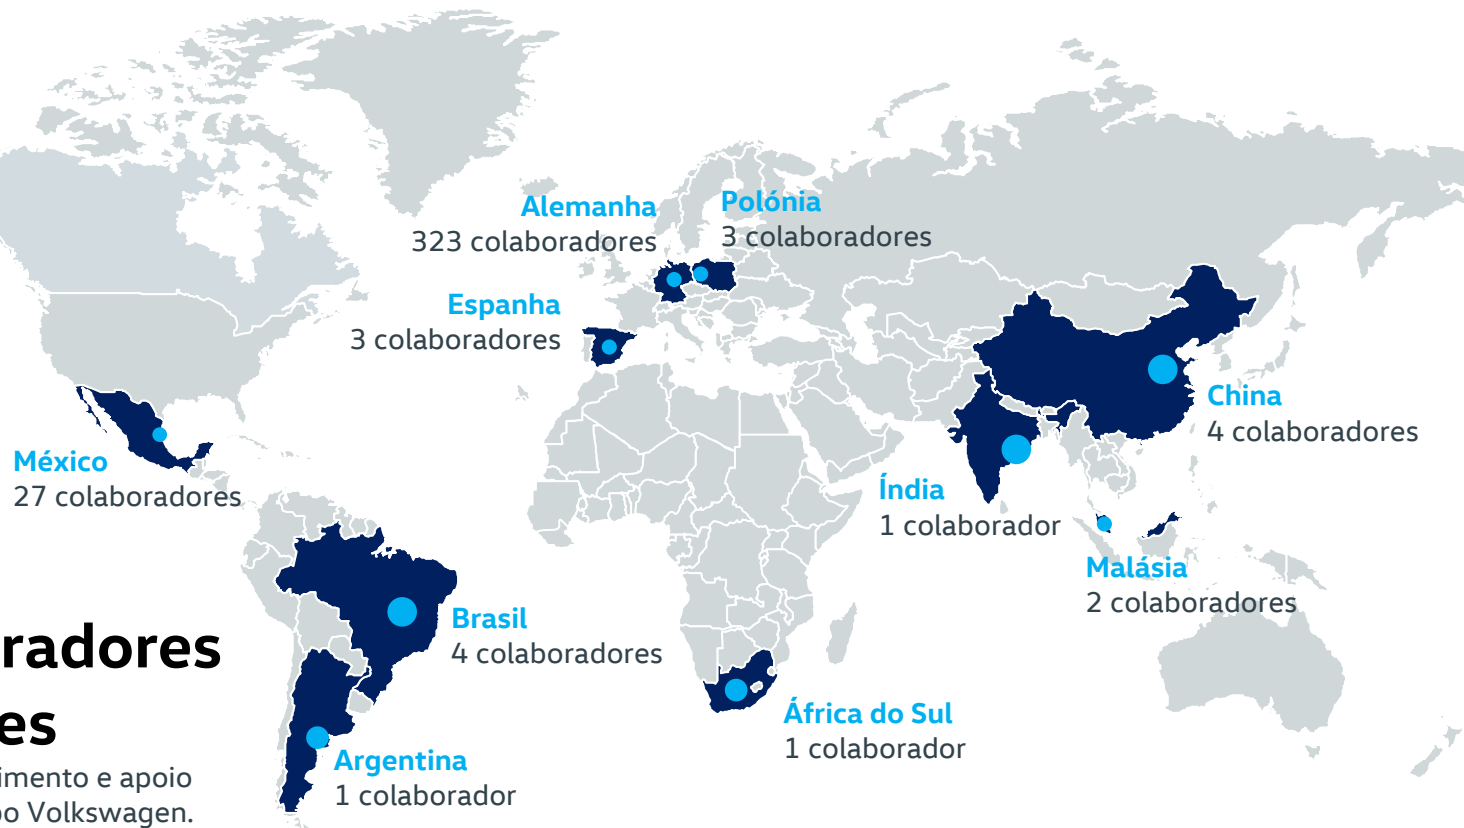 Alemanha
323 colaboradores
Polónia
3 colaboradores
Espanha
3 colaboradores
China
4 colaboradores
México
27 colaboradores
Índia
1 colaborador
Malásia
2 colaboradores
Brasil
4 colaboradores
radores
es
África do Sul
1 colaborador
Argentina
1 colaborador
imento e apoio
o Volkswagen.